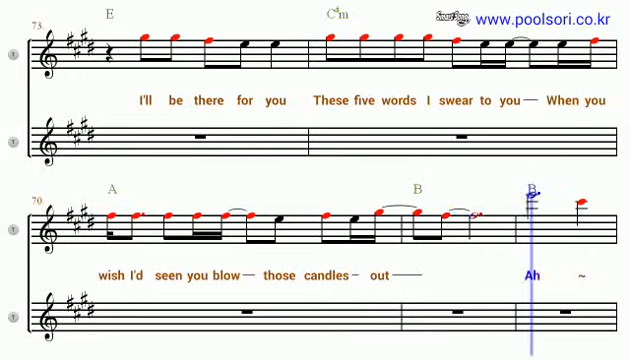 E C#m SmartSong www.poolsori.co.kr
73
T
I'll be there for you These five words I swear to you— When you
T
A B B
70
T
wish I'd seen you blow— those candles— out—— Ah ~
T